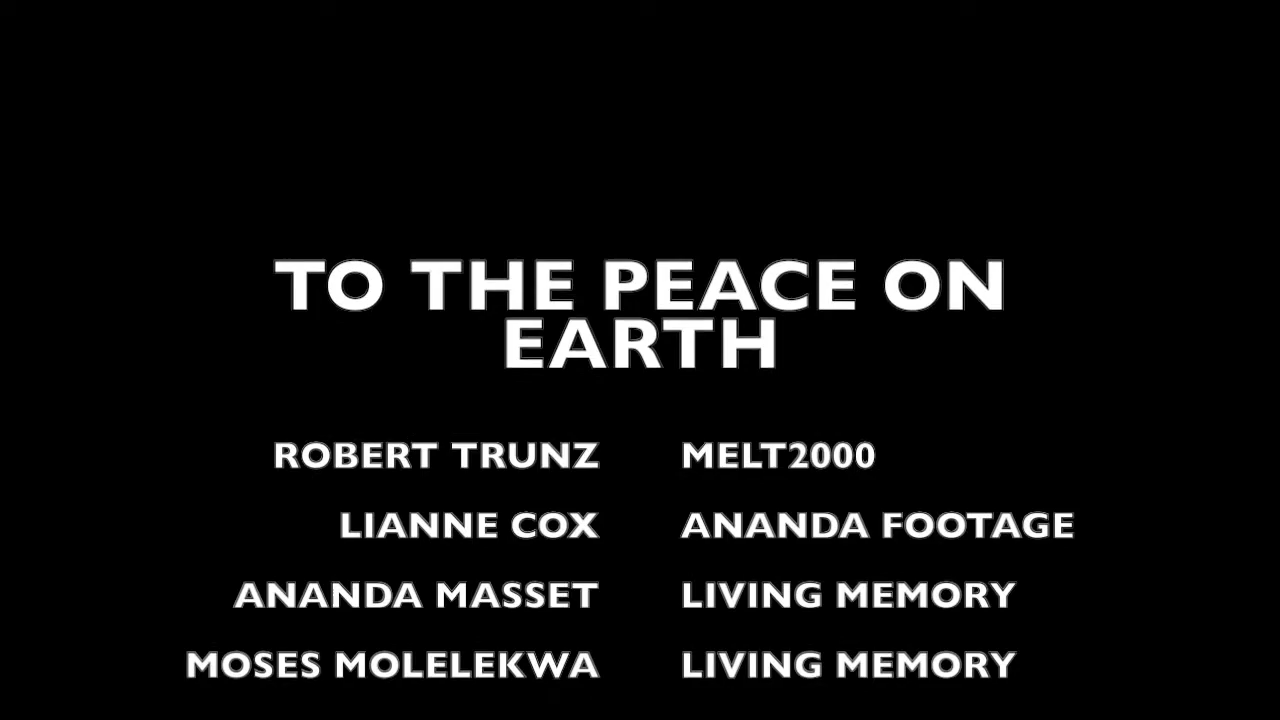 TO THE PEACE ON
EARTH
ROBERT TRUNZ MELT2000
LIANNE COX ANANDA FOOTAGE
ANANDA MASSET LIVING MEMORY
MOSES MOLELEKWA LIVING MEMORY